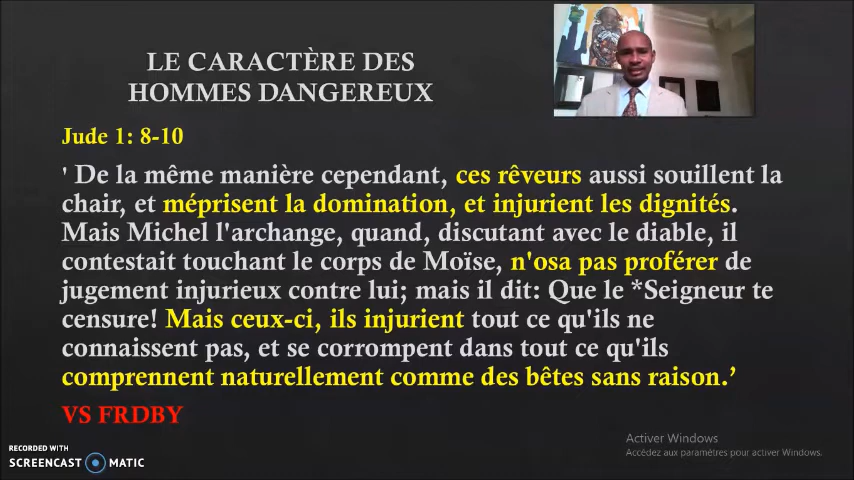 LE CARACTÈRE DES
HOMMES DANGEREUX
Jude 1: 8-10
' De la même manière cependant, ces rêveurs aussi souillent la
chair, et méprisent la domination, et injurient les dignités.
Mais Michel l'archange, quand, discutant avec le diable, il
contestait touchant le corps de Moïse, n'osa pas proférer de
jugement injurieux contre lui; mais il dit: Que le *Seigneur te
censure! Mais ceux-ci, ils injurient tout ce qu'ils ne
connaissent pas, et se corrompent dans tout ce qu'ils
comprennent naturellement comme des bêtes sans raison.’
VS FRDBY
Activer Windows
Accédez aux paramètres pour activer Windows.
RECORDED WITH
SCREENCAST MATIC